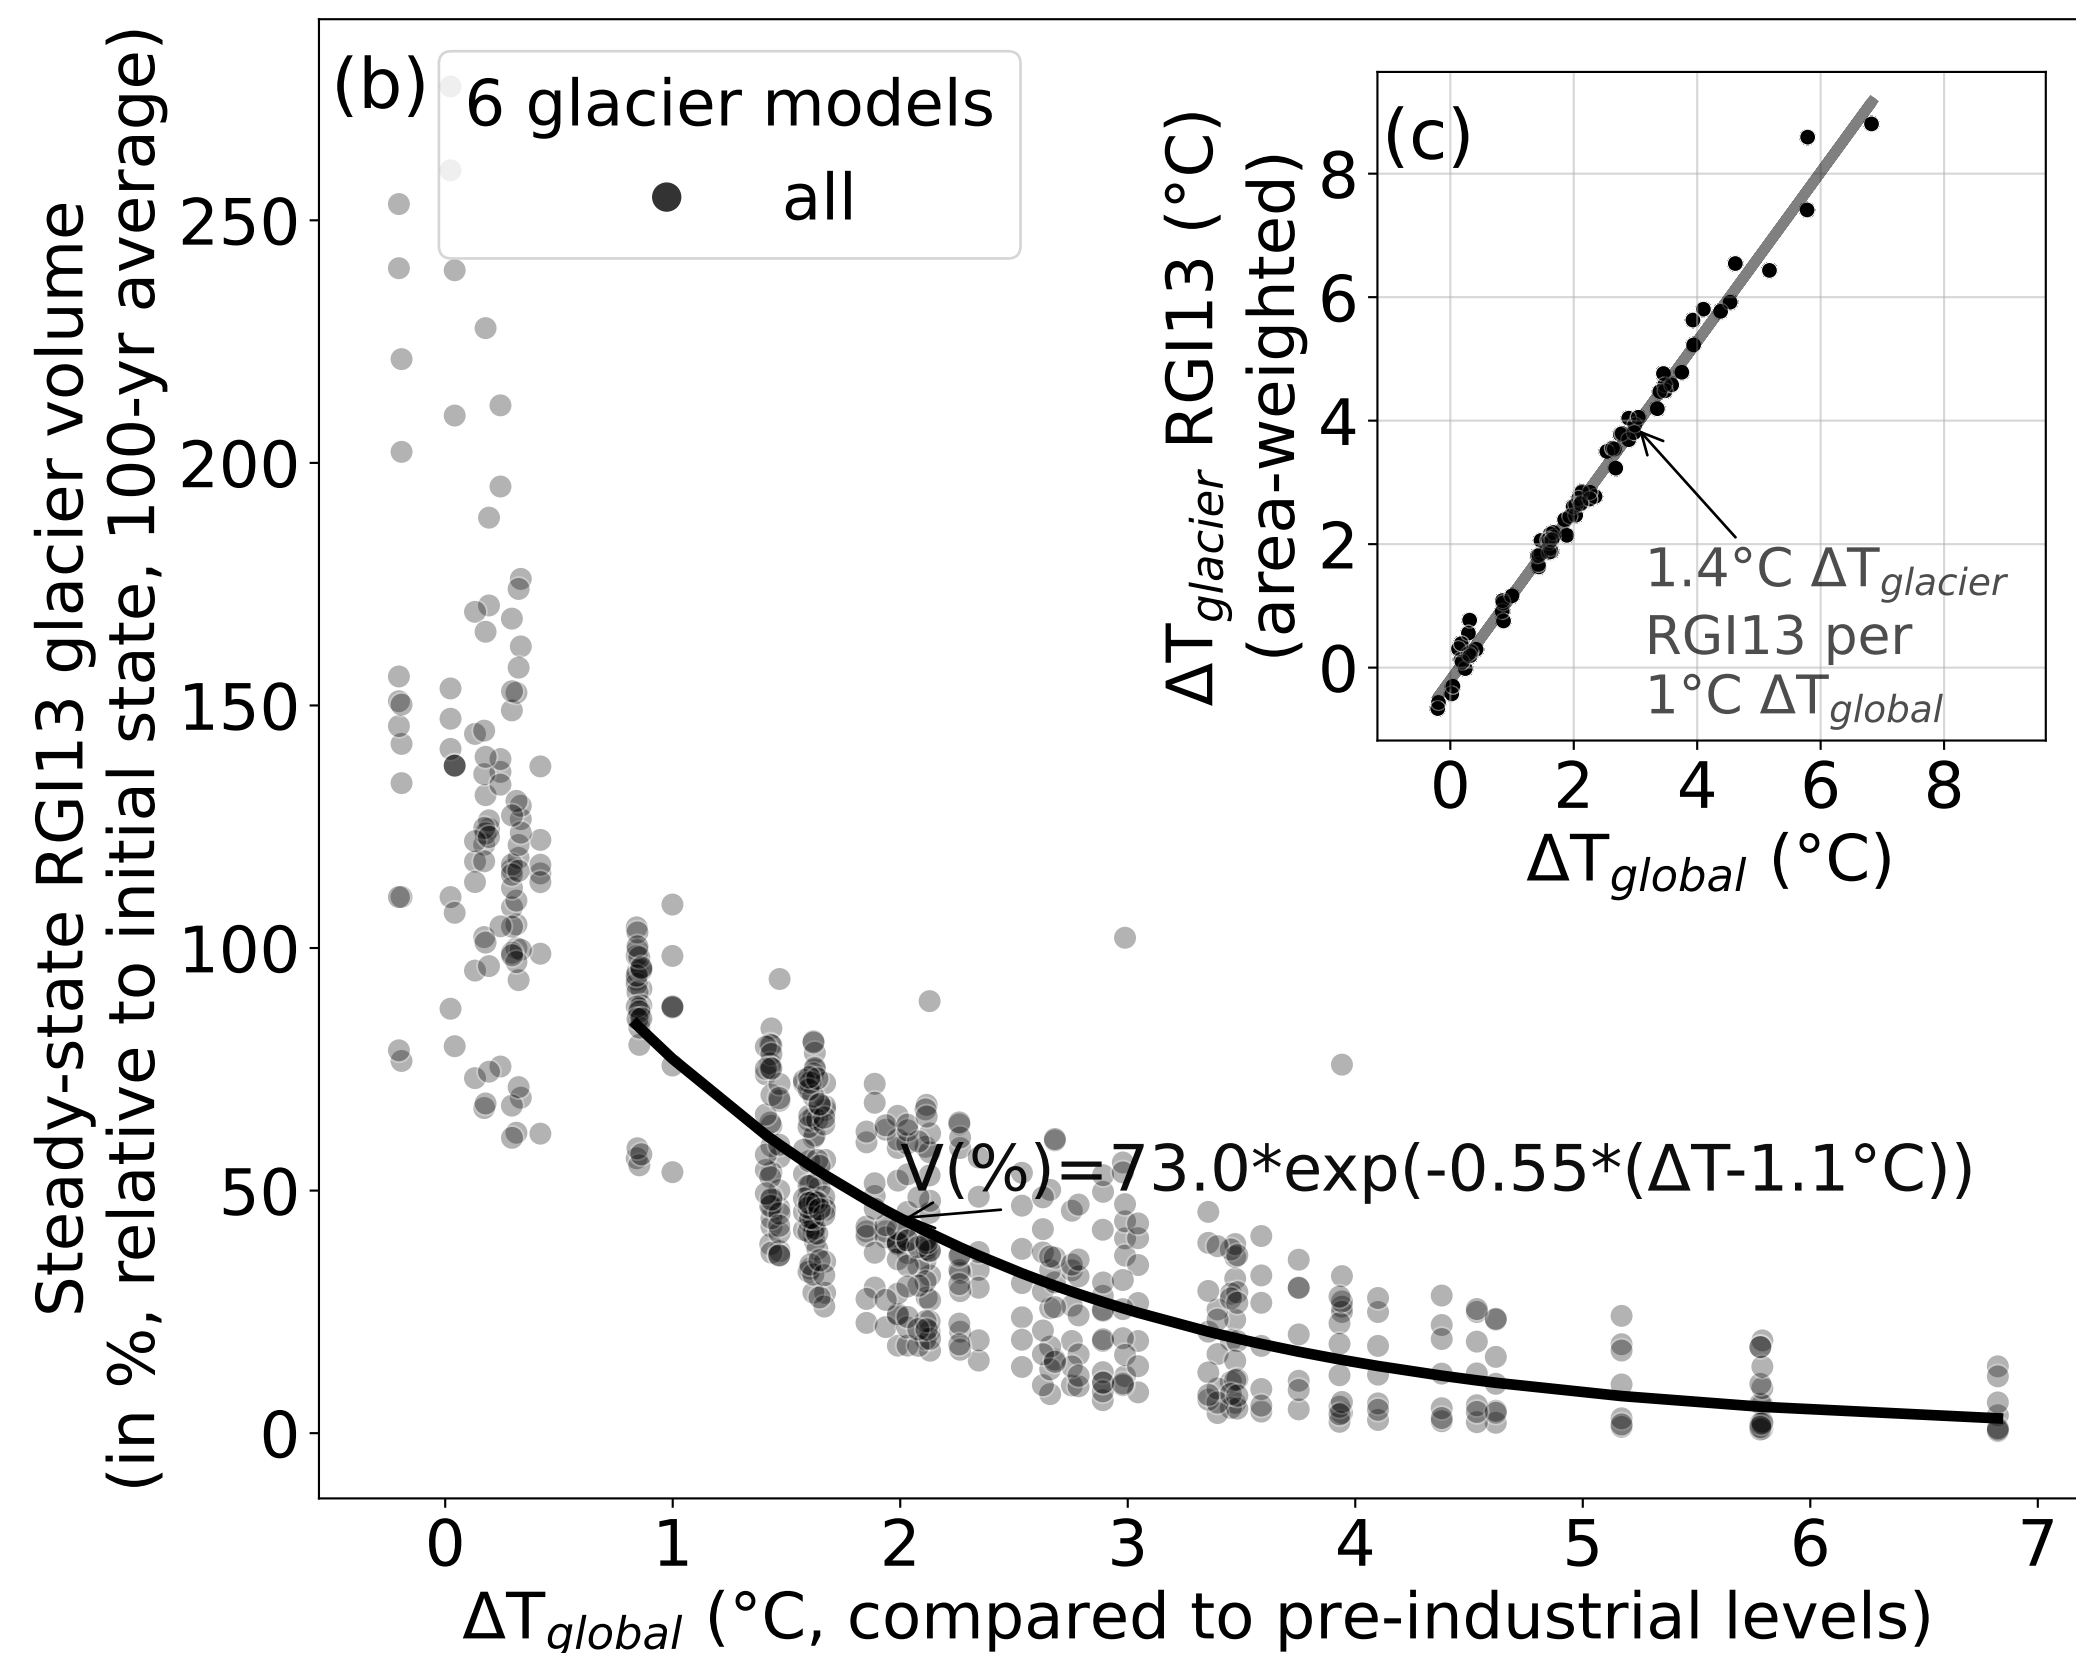 Steady-state RGI13 glacier volume
(in %, relative to initial state, 100-yr average)
(b)
6 glacier models
all
250
200
150
100
50
0
0 1 2 3 4 5 6 7
ΔTglobal (°C, compared to pre-industrial levels)
V(%)=73.0*exp(-0.55*(ΔT-1.1°C))
(c)
ΔTglacier RGI13 (°C)
(area-weighted)
8
6
4
2
0
1.4°C ΔTglacier
RGI13 per
1°C ΔTglobal
0 2 4 6 8
ΔTglobal (°C)